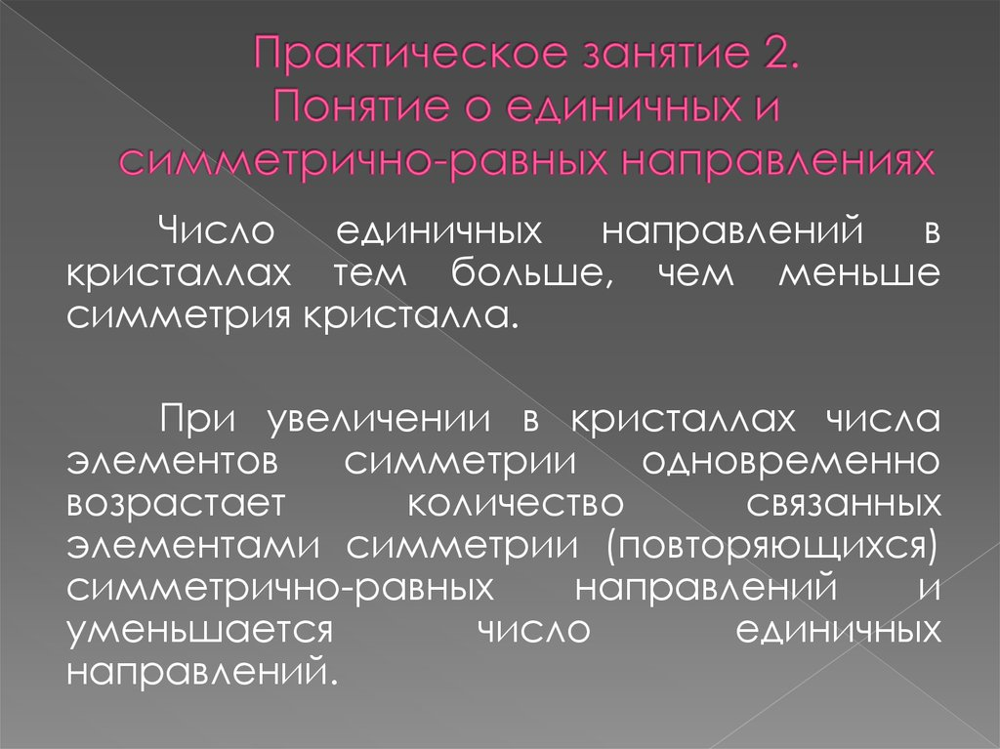 Практическое занятие 2.
Понятие о единичных и
симметрично-равных направлениях
Число единичных направлений в
кристаллах тем больше, чем меньше
симметрия кристалла.
При увеличении в кристаллах числа
элементов симметрии одновременно
возрастает количество связанных
элементами симметрии (повторяющихся)
симметрично-равных направлений и
уменьшается число единичных
направлений.